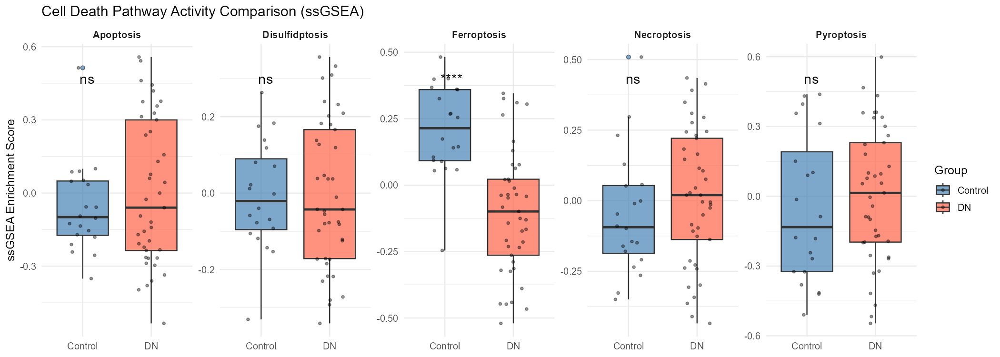 Cell Death Pathway Activity Comparison (ssGSEA)
Apoptosis
Disulfidptosis
Ferroptosis
Necroptosis
Pyroptosis
ssGSEA Enrichment Score
0.6
0.3
0.0
-0.3
ns
Control
DN
0.2
0.0
-0.2
ns
Control
DN
0.50
0.25
0.00
-0.25
-0.50
****
Control
DN
0.50
0.25
0.00
-0.25
ns
Control
DN
0.6
0.3
0.0
-0.3
-0.6
ns
Control
DN
Group
Control
DN